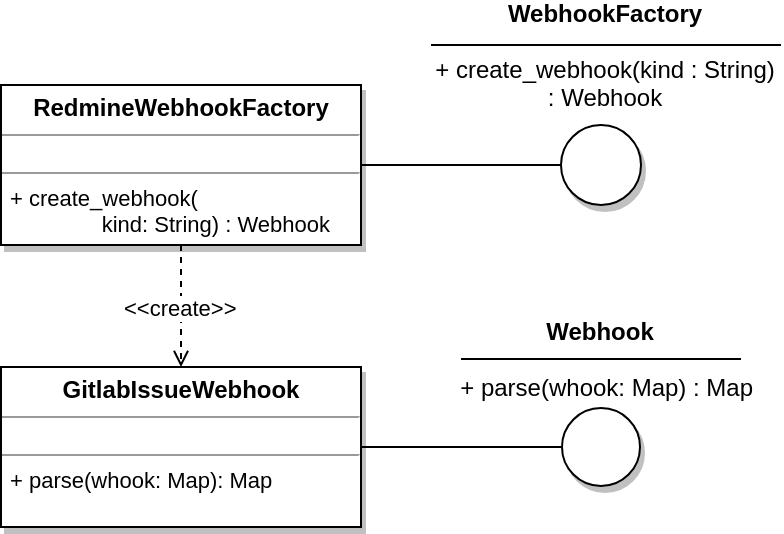 WebhookFactory
+ create_webhook(kind : String)
: Webhook
RedmineWebhookFactory
+ create_webhook(
kind: String) : Webhook
<<create>>
Webhook
+ parse(whook: Map) : Map
GitlabIssueWebhook
+ parse(whook: Map): Map